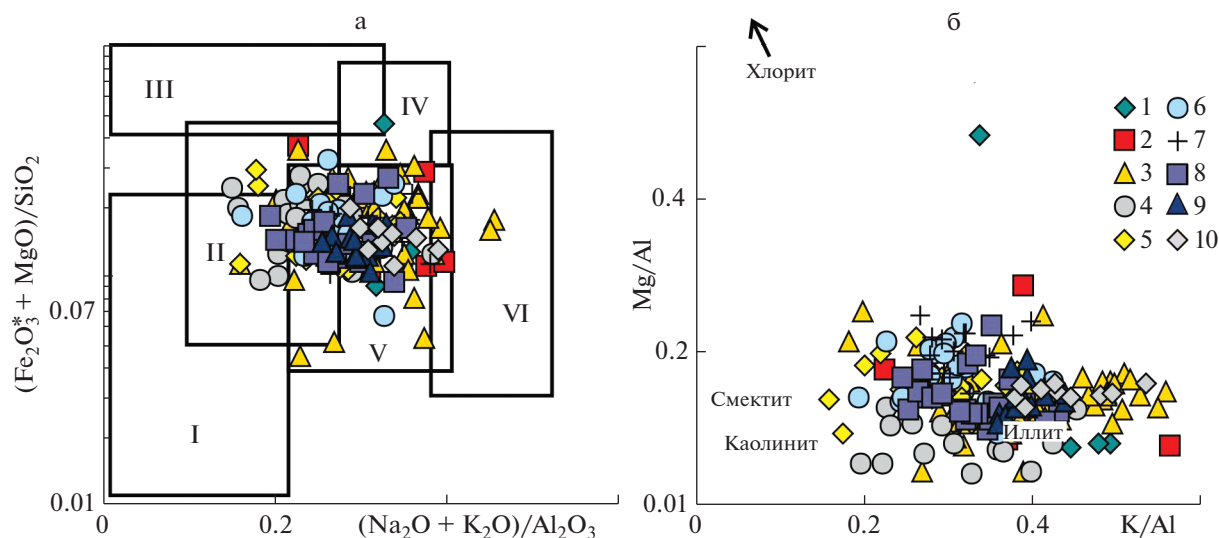 а
III
IV
II
V
VI
I
(Fe₂O₃* + MgO)/SiO₂
0.07
0.01
0
0.2
(Na₂O + K₂O)/Al₂O₃
б
Хлорит
1 6
2 7
3 8
4 9
5 10
Mg/Al
0.4
0.2
0.01
Смектит
Каолинит
Иллит
0.2
0.4
K/Al